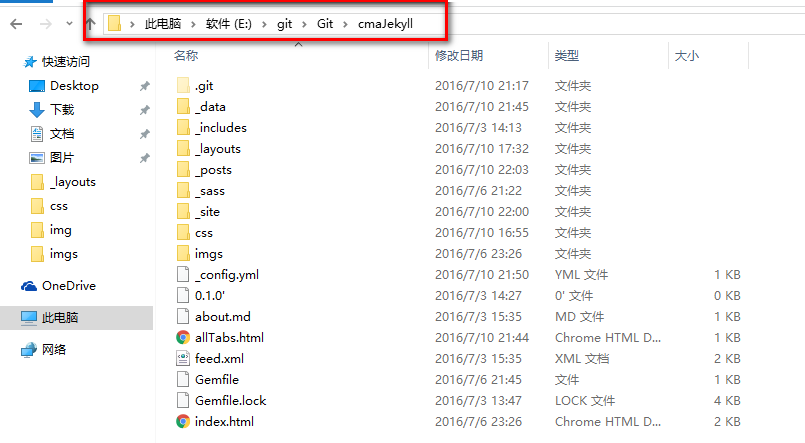 此电脑 > 软件 (E:) > git > Git > cmaJekyll
名称 修改日期 类型 大小
快速访问
Desktop
下载
文档
图片
_layouts
css
img
imgs
OneDrive
此电脑
网络
.git 2016/7/10 21:17 文件夹
_data 2016/7/10 21:45 文件夹
_includes 2016/7/3 14:13 文件夹
_layouts 2016/7/10 17:32 文件夹
_posts 2016/7/10 22:03 文件夹
_sass 2016/7/6 21:22 文件夹
_site 2016/7/10 22:00 文件夹
css 2016/7/10 16:55 文件夹
imgs 2016/7/6 23:26 文件夹
_config.yml 2016/7/10 21:50 YML 文件 1 KB
0.1.0' 2016/7/3 14:27 0' 文件 0 KB
about.md 2016/7/3 15:35 MD 文件 1 KB
allTabs.html 2016/7/10 21:44 Chrome HTML D... 1 KB
feed.xml 2016/7/3 15:35 XML 文档 2 KB
Gemfile 2016/7/6 21:45 文件 1 KB
Gemfile.lock 2016/7/3 13:47 LOCK 文件 4 KB
index.html 2016/7/6 23:26 Chrome HTML D... 1 KB